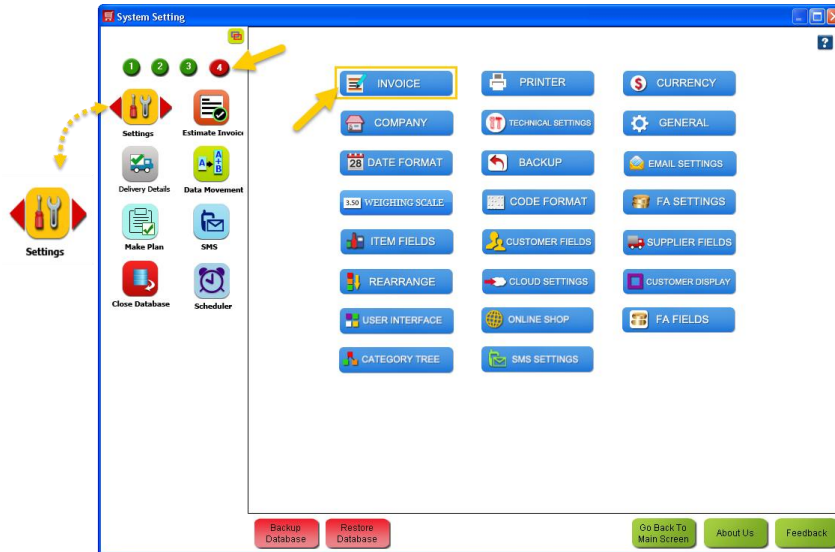 System Setting
?
1 2 3 4
Settings
Estimate Invoic
Delivery Details
Data Movement
Make Plan
SMS
Close Database
Scheduler
Settings
A
A+B
INVOICE
PRINTER
$ CURRENCY
COMPANY
TECHNICAL SETTINGS
GENERAL
28 DATE FORMAT
BACKUP
EMAIL SETTINGS
3.50 WEIGHING SCALE
CODE FORMAT
FA SETTINGS
ITEM FIELDS
CUSTOMER FIELDS
SUPPLIER FIELDS
REARRANGE
CLOUD SETTINGS
CUSTOMER DISPLAY
USER INTERFACE
ONLINE SHOP
FA FIELDS
CATEGORY TREE
SMS SETTINGS
Backup
Database
Restore
Database
Go Back To
Main Screen
About Us
Feedback